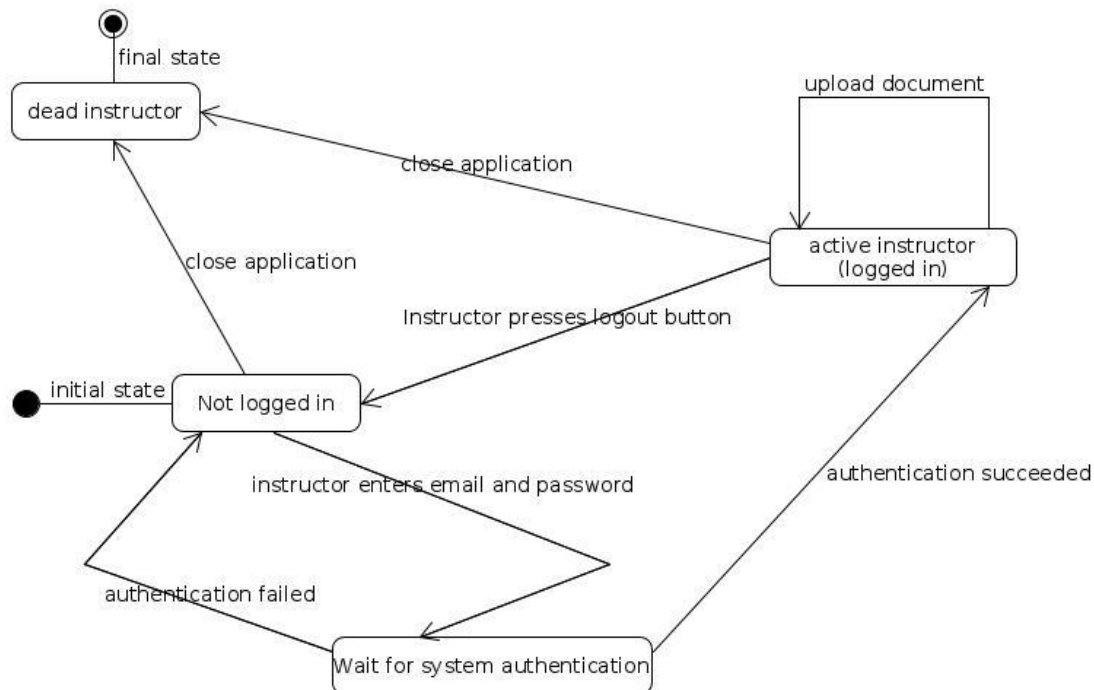 final state
dead instructor
upload document
close application
active instructor
(logged in)
close application
Instructor presses logout button
initial state
Not logged in
instructor enters email and password
authentication succeeded
authentication failed
Wait for system authentication